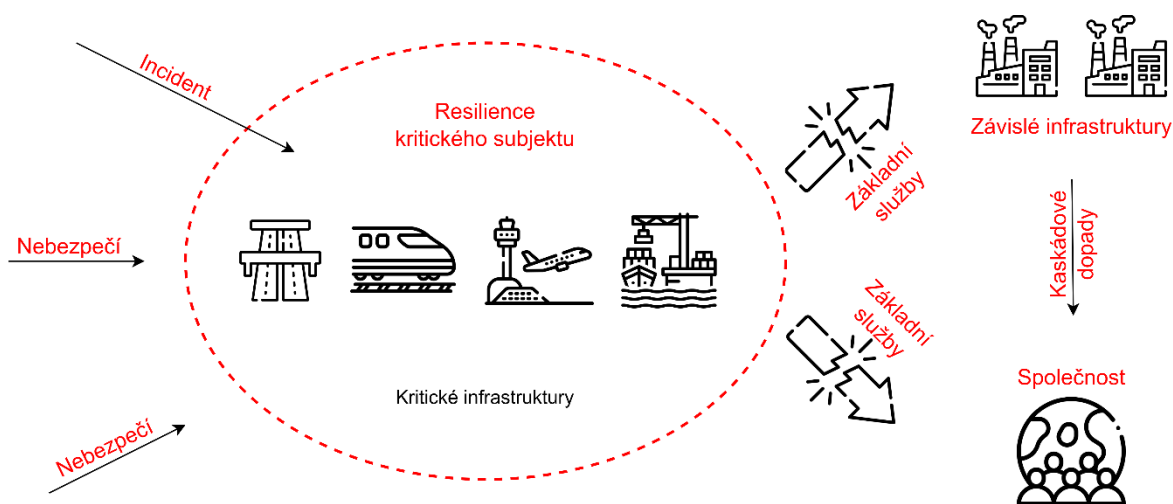 Incident
Resilience
kritického subjektu
Nebezpečí
Kritické infrastruktury
Nebezpečí
Základní
služby
Základní
služby
Závislé infrastruktury
Kaskádové
dopady
Společnost